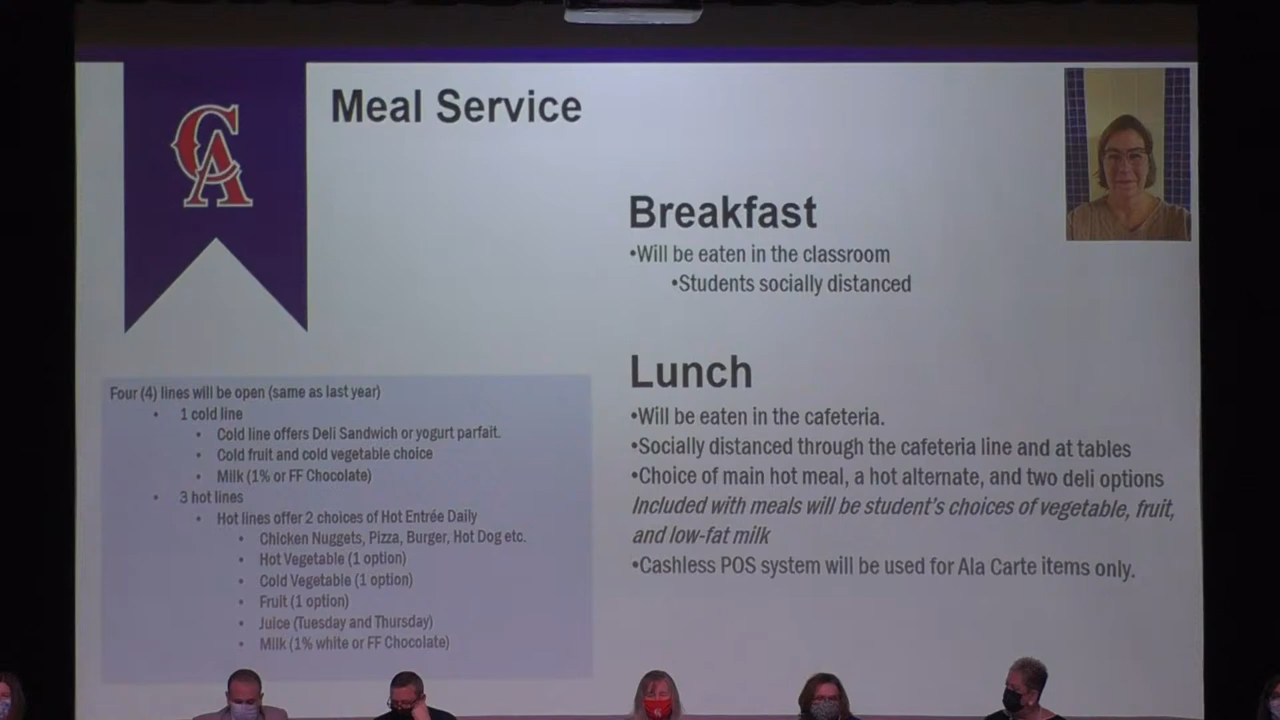 CA
Meal Service
Breakfast
•Will be eaten in the classroom
•Students socially distanced
Lunch
•Will be eaten in the cafeteria.
•Socially distanced through the cafeteria line and at tables
•Choice of main hot meal, a hot alternate, and two deli options
Included with meals will be student's choices of vegetable, fruit,
and low-fat milk
•Cashless POS system will be used for Ala Carte items only.
Four (4) lines will be open (same as last year)
• 1 cold line
• Cold line offers Deli Sandwich or yogurt parfait.
• Cold fruit and cold vegetable choice
• Milk (1% or FF Chocolate)
• 3 hot lines
• Hot lines offer 2 choices of Hot Entrée Daily
• Chicken Nuggets, Pizza, Burger, Hot Dog etc.
• Hot Vegetable (1 option)
• Cold Vegetable (1 option)
• Fruit (1 option)
• Juice (Tuesday and Thursday)
• Milk (1% white or FF Chocolate)